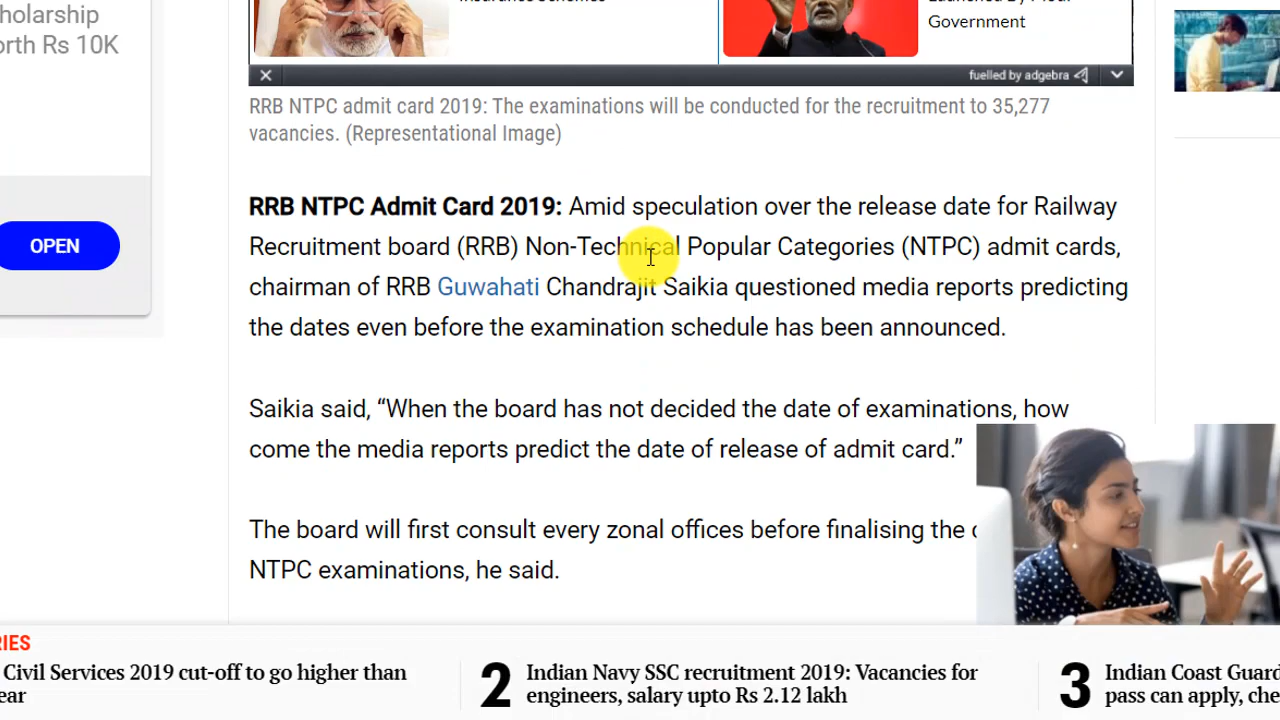 orth Rs 10K
Government
fuelled by adgebra
RRB NTPC admit card 2019: The examinations will be conducted for the recruitment to 35,277
vacancies. (Representational Image)
RRB NTPC Admit Card 2019: Amid speculation over the release date for Railway
Recruitment board (RRB) Non-Technical Popular Categories (NTPC) admit cards,
chairman of RRB Guwahati Chandrajit Saikia questioned media reports predicting
the dates even before the examination schedule has been announced.
OPEN
Saikia said, “When the board has not decided the date of examinations, how
come the media reports predict the date of release of admit card.”
The board will first consult every zonal offices before finalising the
NTPC examinations, he said.
RIES
Civil Services 2019 cut-off to go higher than
ear
2 Indian Navy SSC recruitment 2019: Vacancies for
engineers, salary upto Rs 2.12 lakh
3 Indian Coast Guard
pass can apply, che